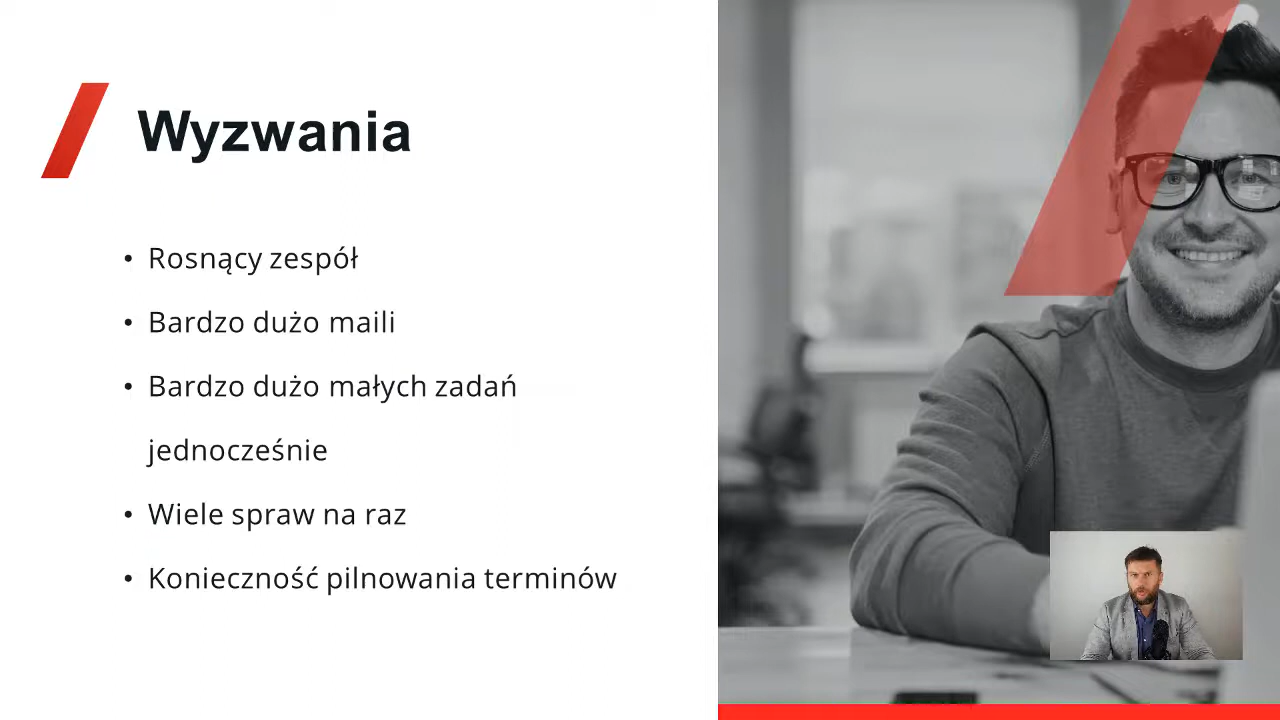 Wyzwania
• Rosnący zespół
• Bardzo dużo maili
• Bardzo dużo małych zadań
jednocześnie
• Wiele spraw na raz
• Konieczność pilnowania terminów